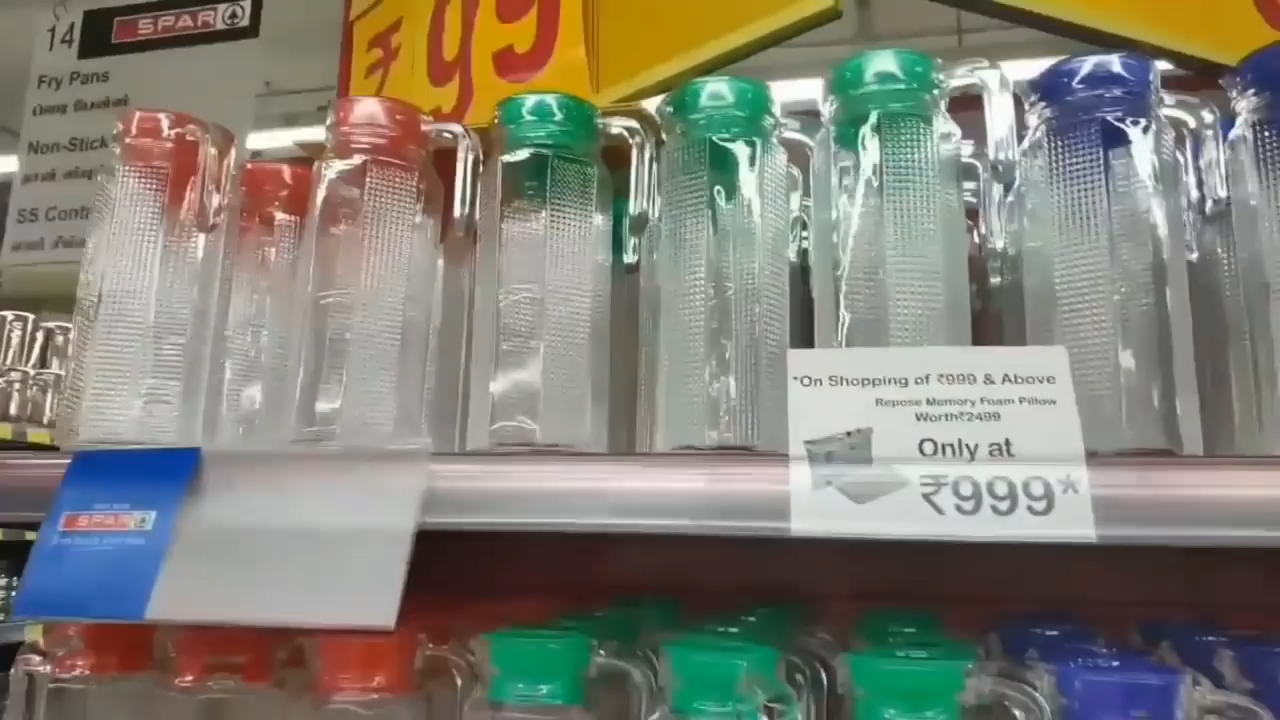 14
SPAR
Fry Pans
Non-Stick
SS Cont
₹99
*On Shopping of ₹999 & Above
Repose Memory Foam Pillow
Worth ₹2499
Only at
₹999*
SPAR